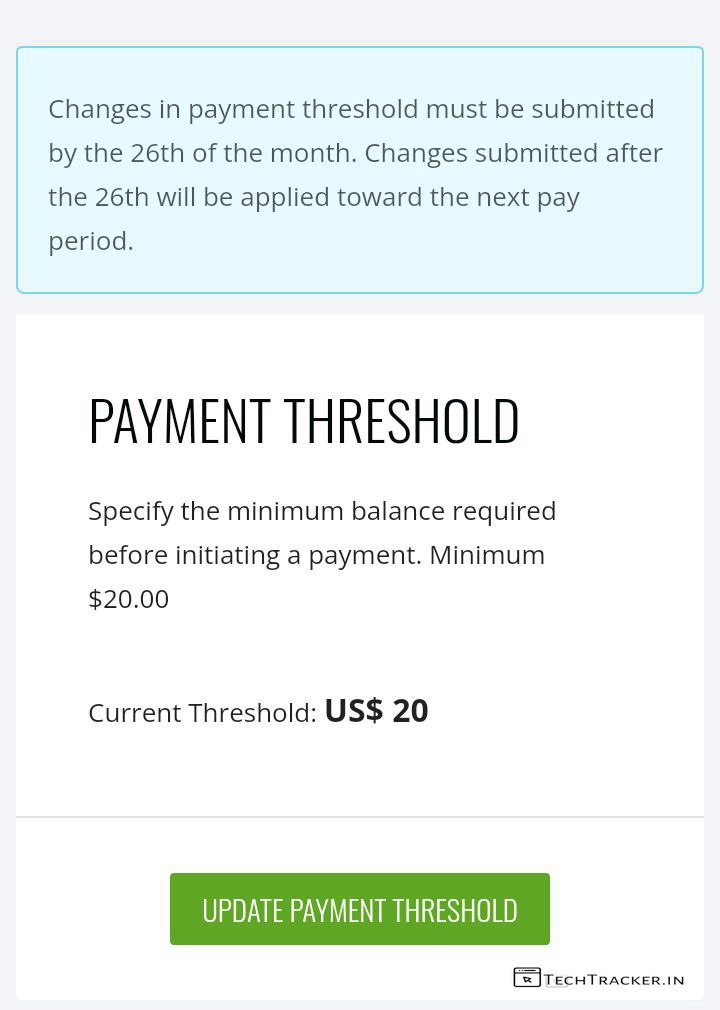 Changes in payment threshold must be submitted
by the 26th of the month. Changes submitted after
the 26th will be applied toward the next pay
period.
PAYMENT THRESHOLD
Specify the minimum balance required
before initiating a payment. Minimum
$20.00
Current Threshold: US$ 20
UPDATE PAYMENT THRESHOLD
TECHTRACKER.IN